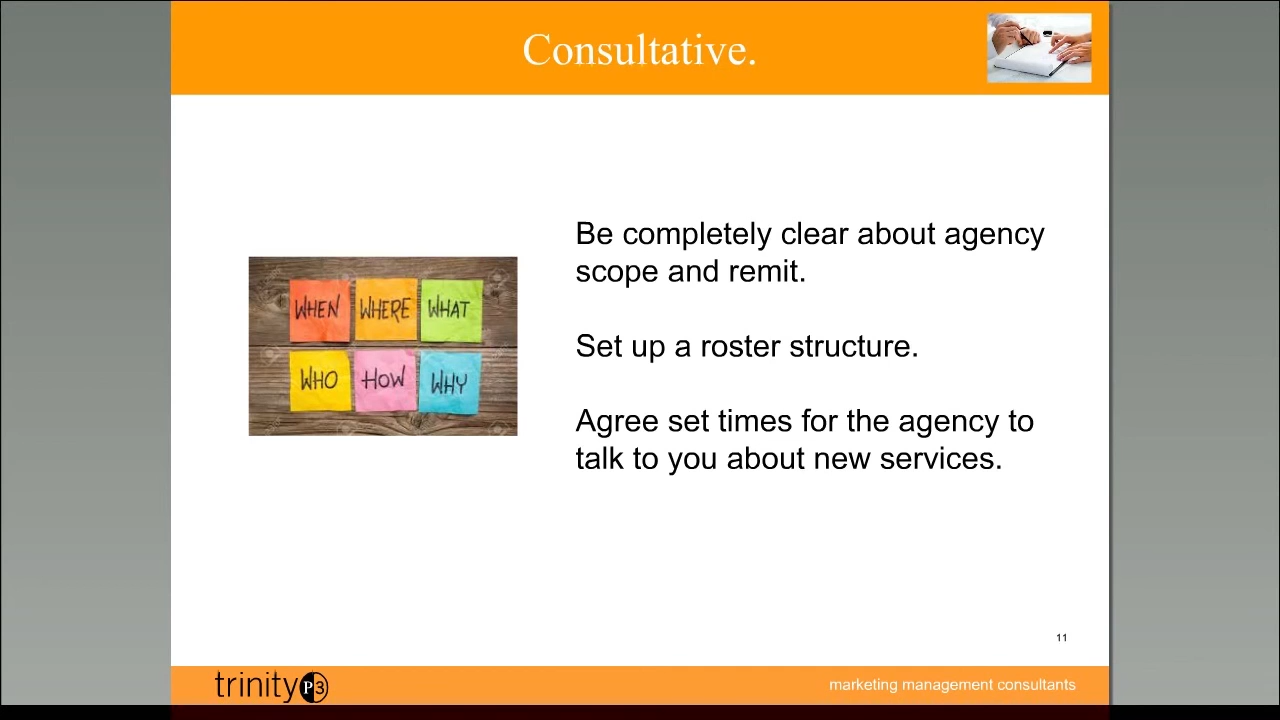 Consultative.
Be completely clear about agency
scope and remit.
Set up a roster structure.
Agree set times for the agency to
talk to you about new services.
WHEN WHERE WHAT
WHO HOW WHY
11
trinity P3
marketing management consultants